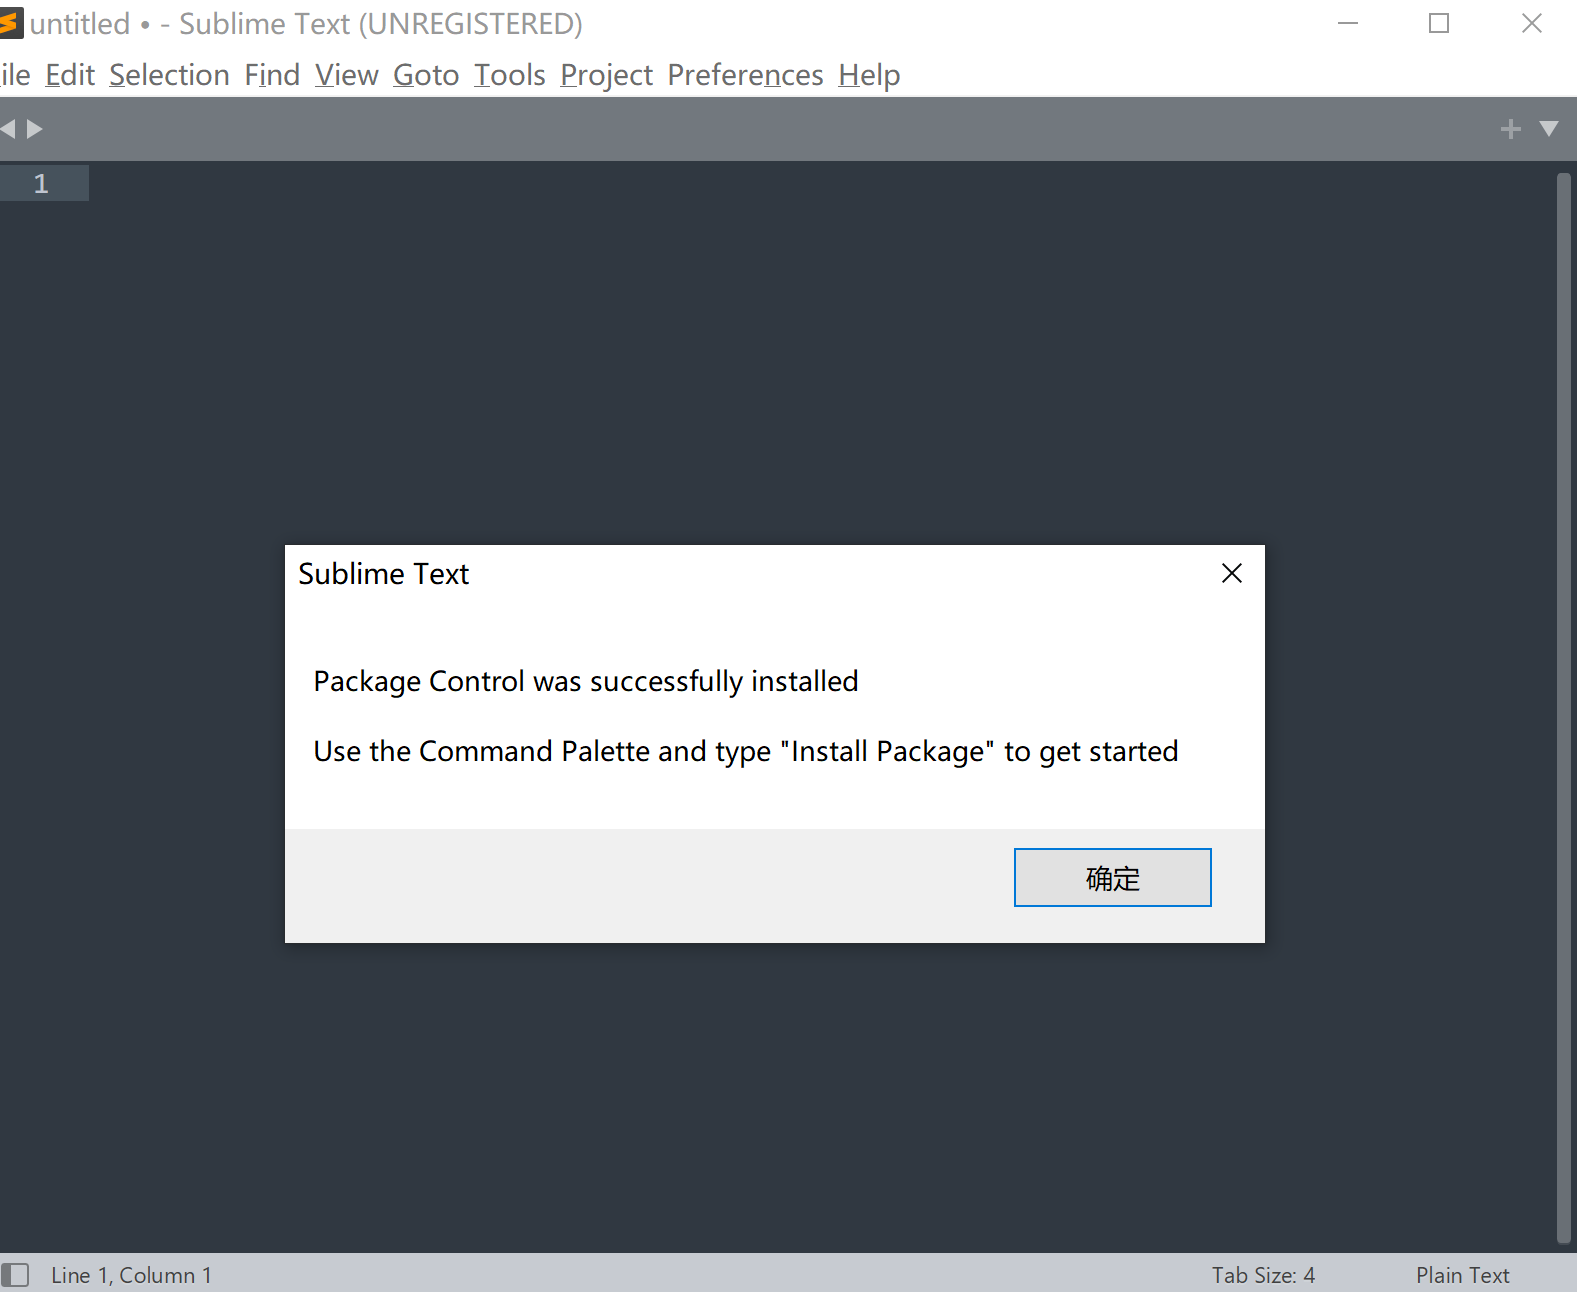 untitled • - Sublime Text (UNREGISTERED)
ile Edit Selection Find View Goto Tools Project Preferences Help
1
Sublime Text
Package Control was successfully installed
Use the Command Palette and type "Install Package" to get started
确定
Line 1, Column 1
Tab Size: 4
Plain Text